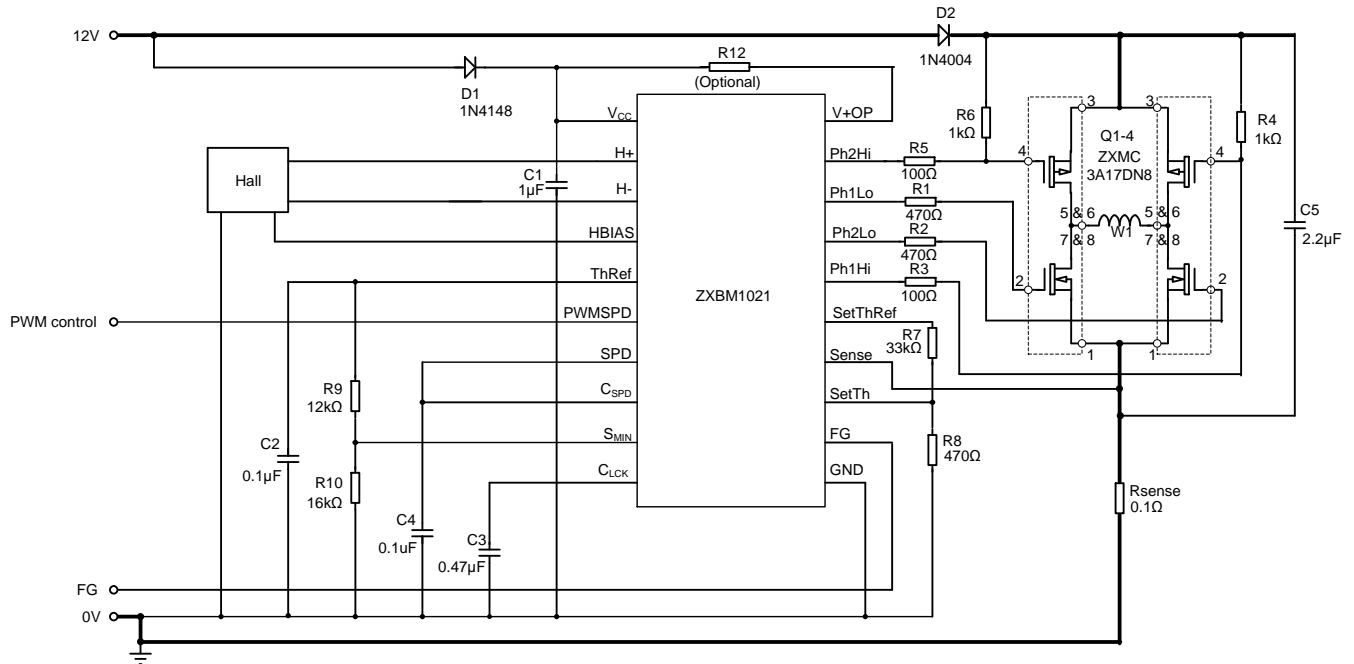 D2
12V
1N4004
R12
(Optional)
D1
1N4148
VCC
V+OP
H+
Ph2Hi
H-
Ph1Lo
HBIAS
Ph2Lo
ThRef
Ph1Hi
PWMSPD
SetThRef
SPD
Sense
CSPD
SetTh
SMIN
FG
CLCK
GND
ZXBM1021
Hall
C1
1µF
PWM control
R9
12kΩ
R10
16kΩ
C2
0.1µF
C4
0.1uF
C3
0.47µF
FG
0V
R5
100Ω
R1
470Ω
R2
470Ω
R3
100Ω
R6
1kΩ
R4
1kΩ
R7
33kΩ
R8
470Ω
3
3
Q1-4
ZXMC
3A17DN8
4
4
5 & 6
5 & 6
W1
7 & 8
7 & 8
2
2
1
1
C5
2.2µF
Rsense
0.1Ω